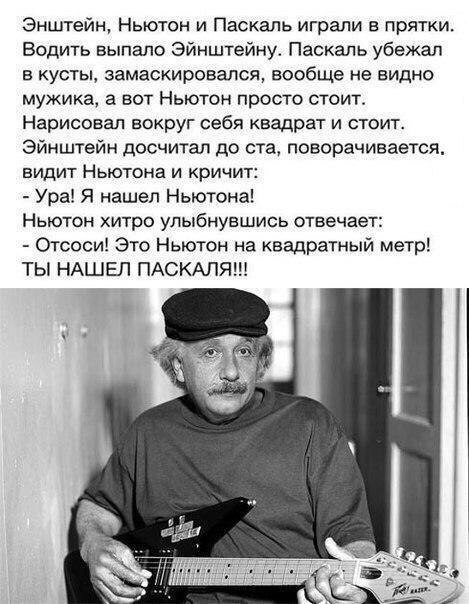 Энштейн, Ньютон и Паскаль играли в прятки.
Водить выпало Эйнштейну. Паскаль убежал
в кусты, замаскировался, вообще не видно
мужика, а вот Ньютон просто стоит.
Нарисовал вокруг себя квадрат и стоит.
Эйнштейн досчитал до ста, поворачивается,
видит Ньютона и кричит:
- Ура! Я нашел Ньютона!
Ньютон хитро улыбнувшись отвечает:
- Отсоси! Это Ньютон на квадратный метр!
ТЫ НАШЕЛ ПАСКАЛЯ!!!
Peavey RAZER